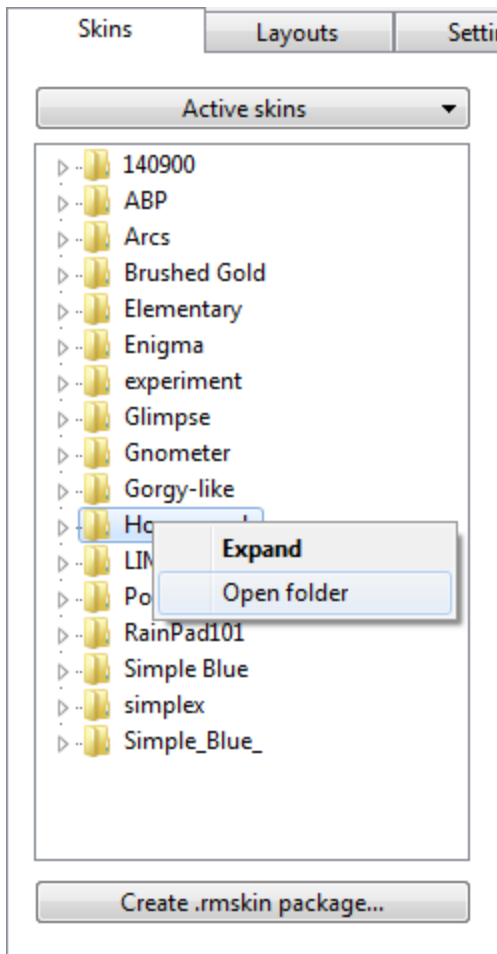 Skins
Layouts
Active skins
140900
ABP
Arcs
Brushed Gold
Elementary
Enigma
experiment
Glimpse
Gnometer
Gorgy-like
Expand
Open folder
RainPad101
Simple Blue
simplex
Simple_Blue_
Create .rmskin package...